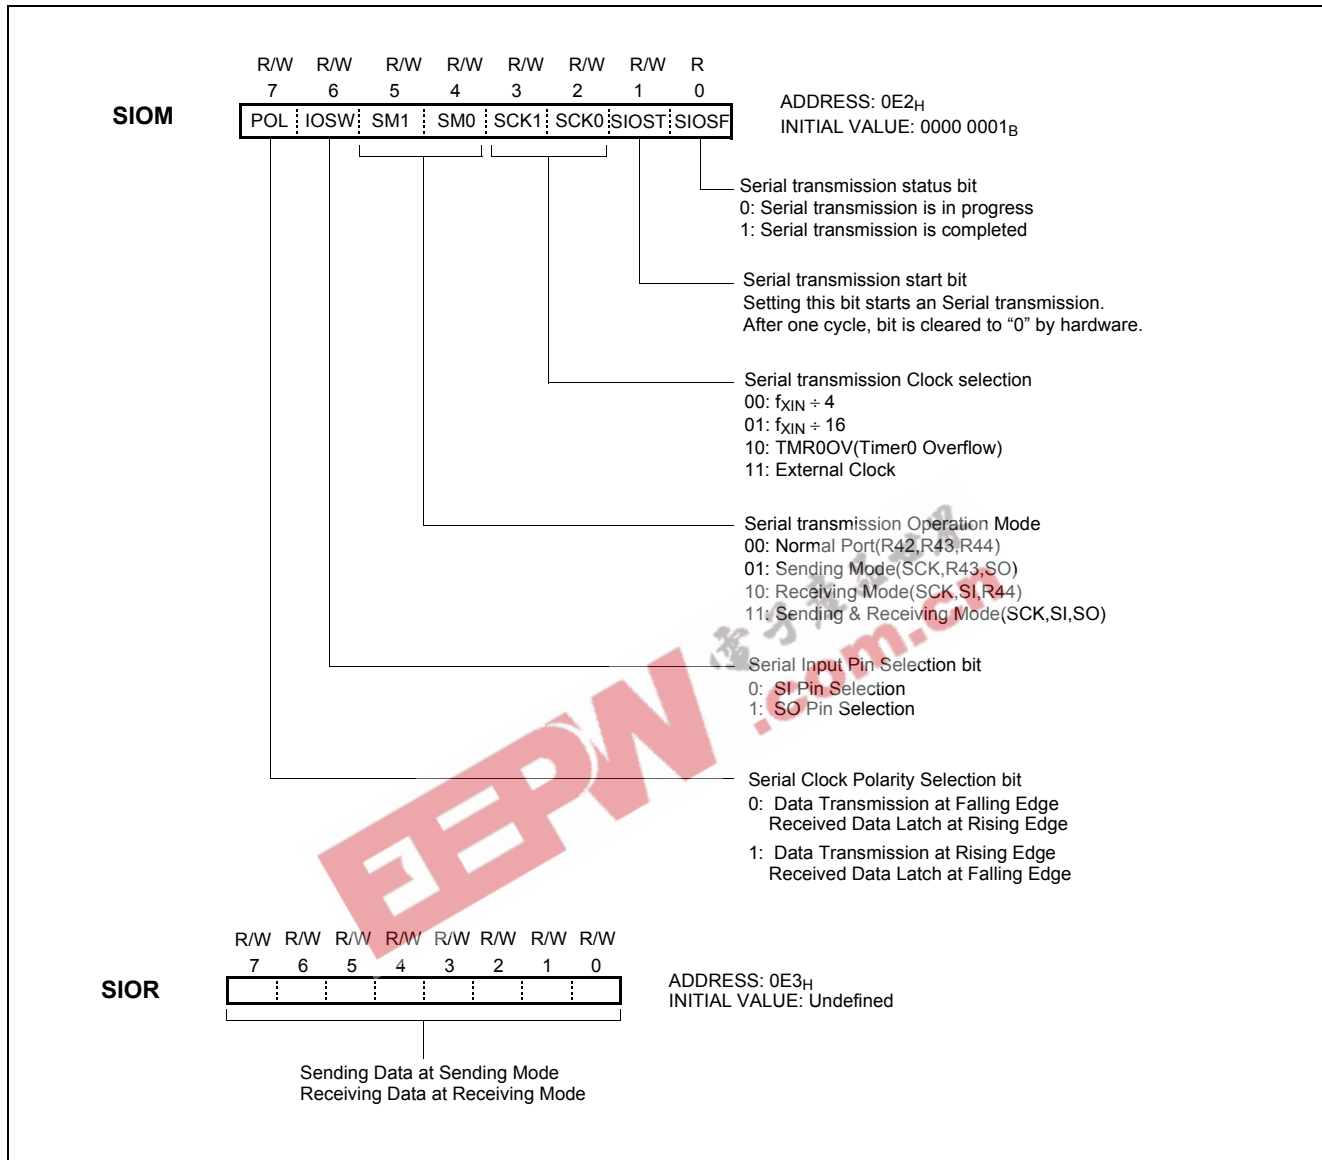 R/W R/W R/W R/W R/W R/W R/W R
7 6 5 4 3 2 1 0
SIOM
POL IOSW SM1 SM0 SCK1 SCK0 SIOST SIOSF
ADDRESS: 0E2H
INITIAL VALUE: 0000 0001B
Serial transmission status bit
0: Serial transmission is in progress
1: Serial transmission is completed
Serial transmission start bit
Setting this bit starts an Serial transmission.
After one cycle, bit is cleared to “0” by hardware.
Serial transmission Clock selection
00: fXIN ÷ 4
01: fXIN ÷ 16
10: TMR0OV(Timer0 Overflow)
11: External Clock
Serial transmission Operation Mode
00: Normal Port(R42,R43,R44)
01: Sending Mode(SCK,R43,SO)
10: Receiving Mode(SCK,SI,R44)
11: Sending & Receiving Mode(SCK,SI,SO)
Serial Input Pin Selection bit
0: SI Pin Selection
1: SO Pin Selection
Serial Clock Polarity Selection bit
0: Data Transmission at Falling Edge
Received Data Latch at Rising Edge
1: Data Transmission at Rising Edge
Received Data Latch at Falling Edge
EEPW
.com.cn
電子產品世界
R/W R/W R/W R/W R/W R/W R/W R/W
7 6 5 4 3 2 1 0
SIOR
ADDRESS: 0E3H
INITIAL VALUE: Undefined
Sending Data at Sending Mode
Receiving Data at Receiving Mode